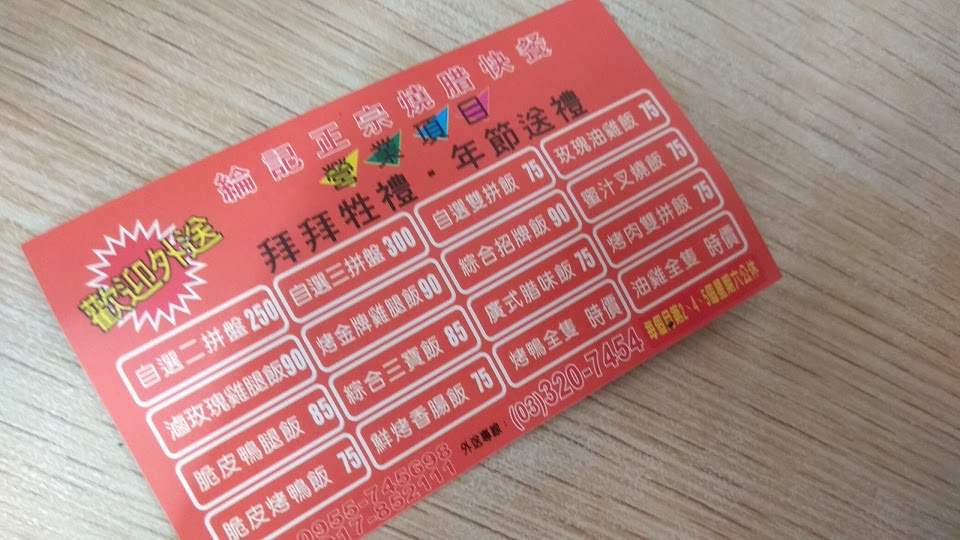 綸記正宗燒腊快餐
營業項目
歡迎外送
拜拜牲禮·年節送禮
自選二拼盤 250 自選三拼盤 300 自選雙拼飯 75 玫瑰油雞飯 75
滷玫瑰雞腿飯 90 烤金牌雞腿飯 90 綜合招牌飯 90 蜜汁叉燒飯 75
脆皮鴨腿飯 85 綜合三寶飯 85 廣式腊味飯 75 烤肉雙拼飯 75
脆皮烤鴨飯 75 鮮烤香腸飯 75 烤鴨全隻 時價 油雞全隻 時價
外送專線: (03)320-7454
0955-745698
17-852111